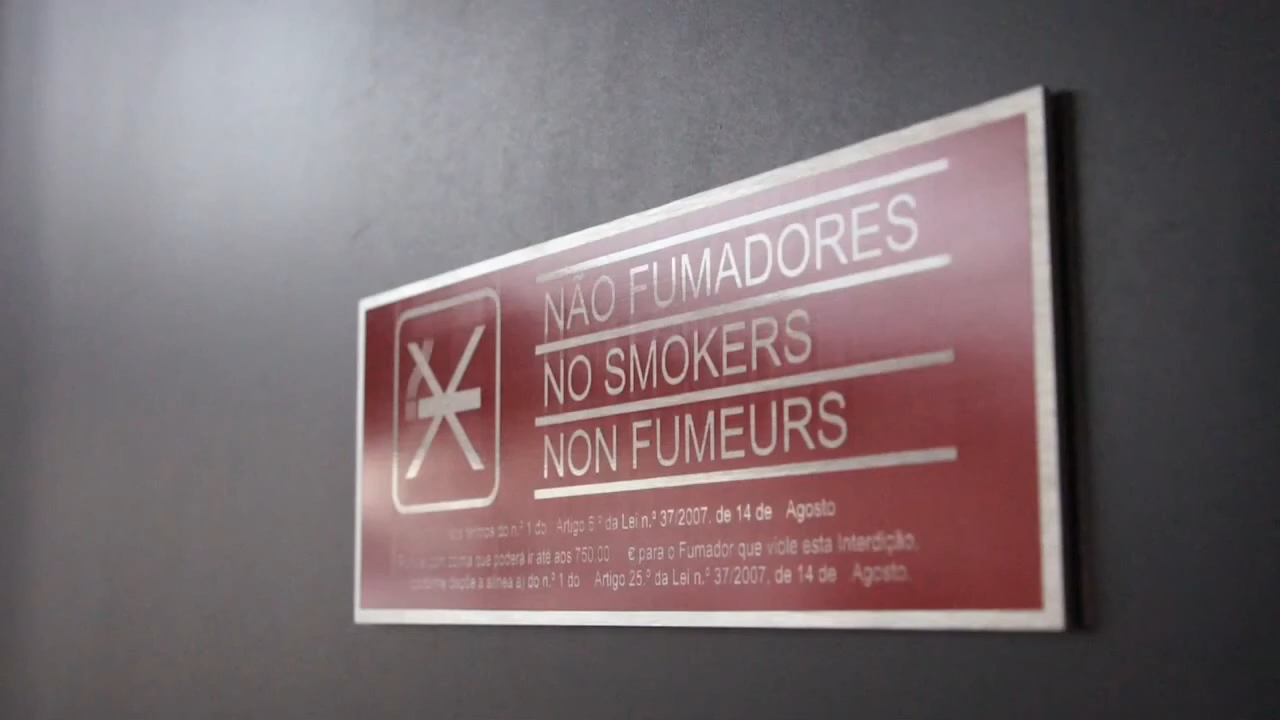 NÃO FUMADORES
NO SMOKERS
NON FUMEURS
nos termos do n.º 1 do Artigo 6.º da Lei n.º 37/2007, de 14 de Agosto
com coima que poderá ir até aos 750,00 € para o Fumador que viole esta Interdição,
conforme dispõe a alínea a) do n.º 1 do Artigo 25.º da Lei n.º 37/2007, de 14 de Agosto.